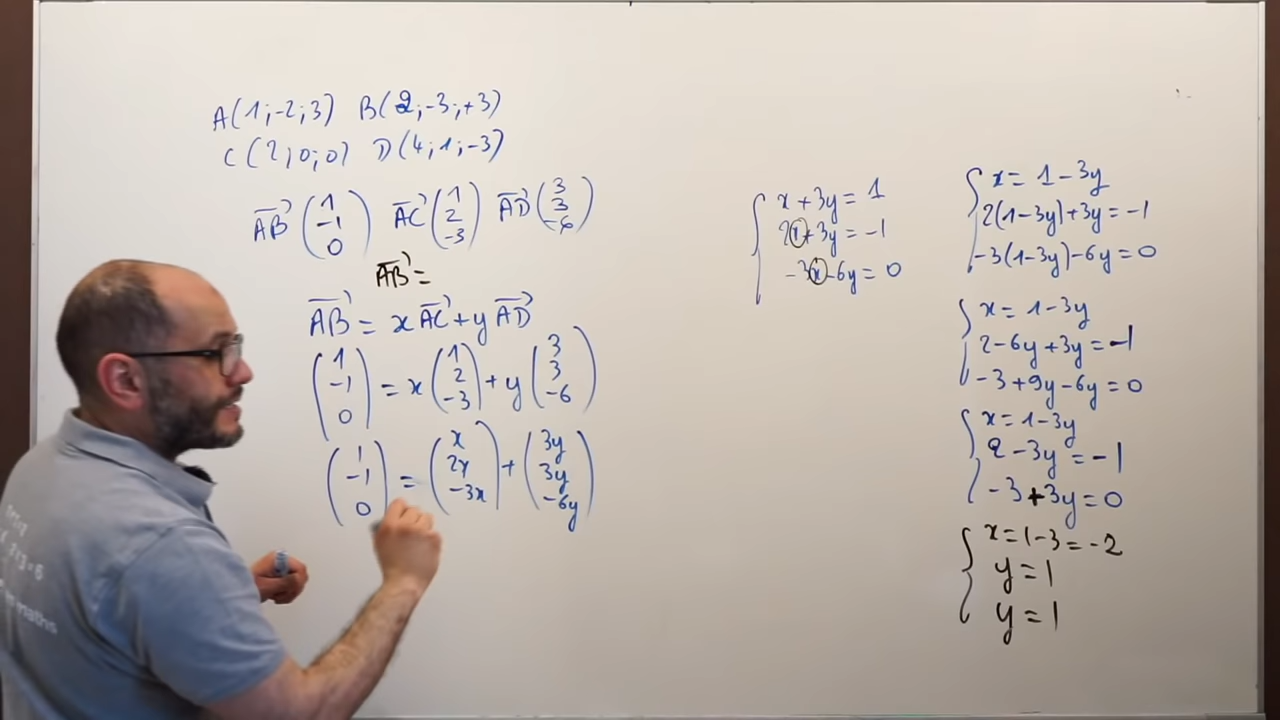 A(1;-2;3) B(2;-3;+3)
C(2;0;0) D(4;1;-3)
AB⃗ (1 -1 0) AC⃗ (1 2 -3) AD⃗ (3 3 -6)
AB⃗ =
AB⃗ = x AC⃗ + y AD⃗
(1 -1 0) = x (1 2 -3) + y (3 3 -6)
(1 -1 0) = (x 2x -3x) + (3y 3y -6y)
{ x + 3y = 1
2x + 3y = -1
-3x - 6y = 0
{ x = 1 - 3y
2(1-3y) + 3y = -1
-3(1-3y) - 6y = 0
{ x = 1 - 3y
2 - 6y + 3y = -1
-3 + 9y - 6y = 0
{ x = 1 - 3y
2 - 3y = -1
-3 + 3y = 0
{ x = 1 - 3 = -2
y = 1
y = 1
maths